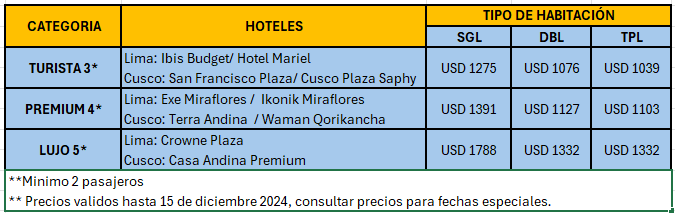 CATEGORIA HOTELES TIPO DE HABITACIÓN
SGL DBL TPL
TURISTA 3* Lima: Ibis Budget/ Hotel Mariel
Cusco: San Francisco Plaza/ Cusco Plaza Saphy USD 1275 USD 1076 USD 1039
PREMIUM 4* Lima: Exe Miraflores / Ikonik Miraflores
Cusco: Terra Andina / Waman Qorikancha USD 1391 USD 1127 USD 1103
LUJO 5* Lima: Crowne Plaza
Cusco: Casa Andina Premium USD 1788 USD 1332 USD 1332
**Minimo 2 pasajeros
** Precios validos hasta 15 de diciembre 2024, consultar precios para fechas especiales.